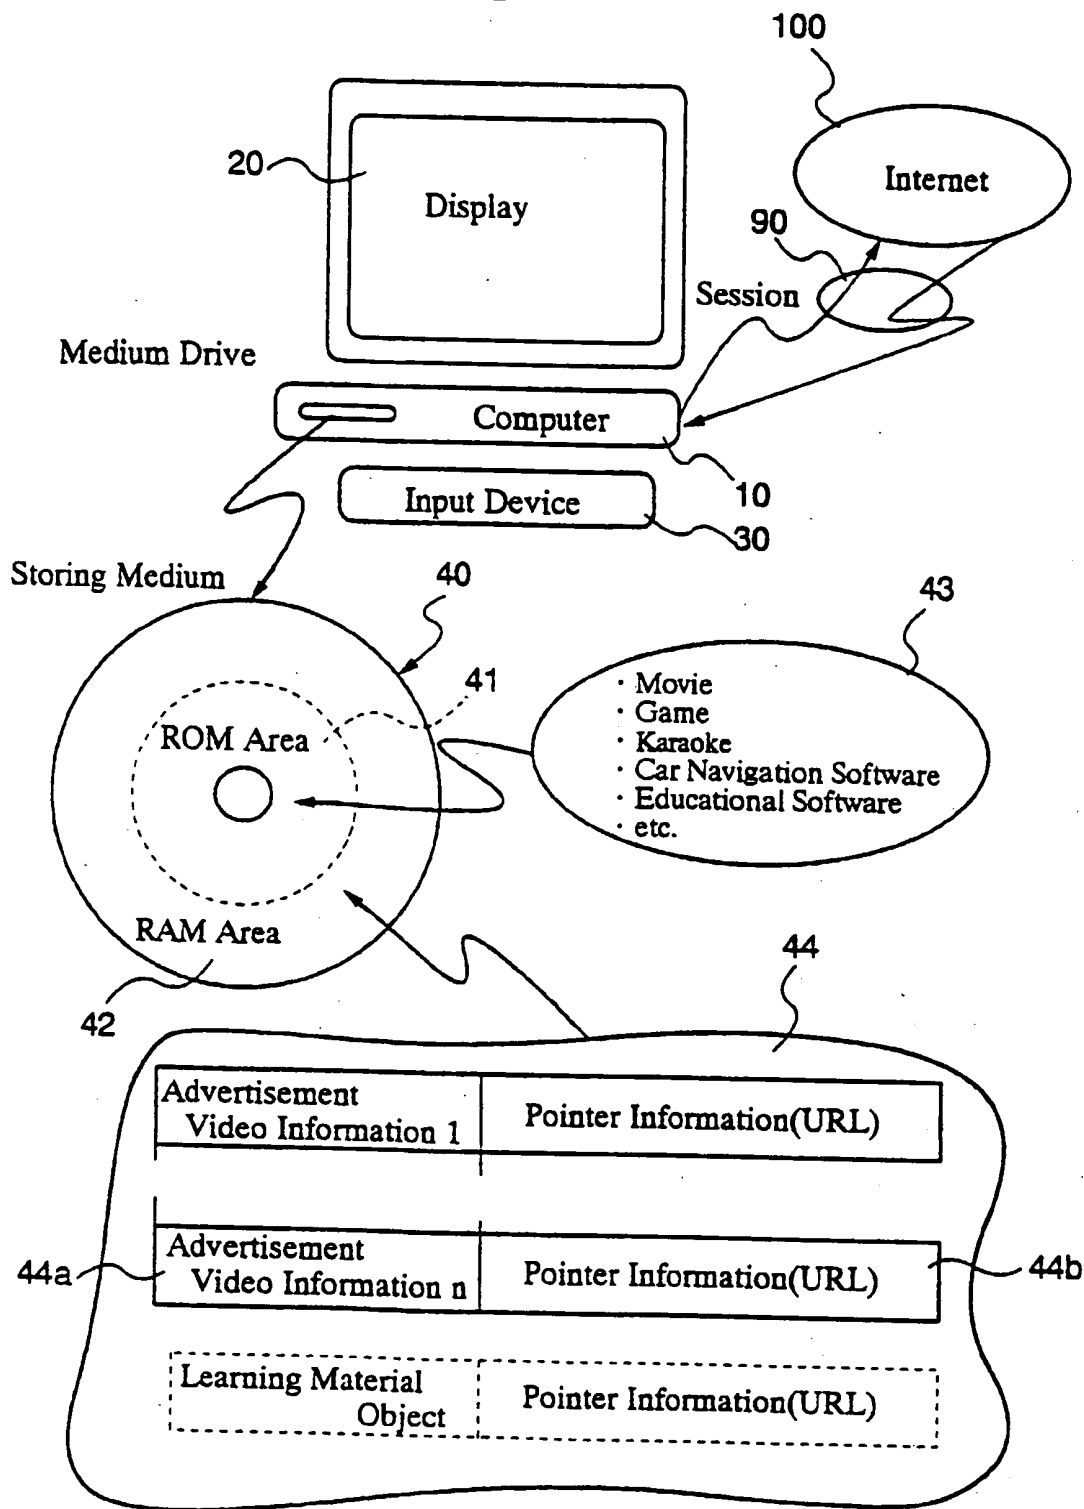 100
20
Display
Internet
90
Session
Medium Drive
Computer
10
Input Device
30
Storing Medium
40
43
41
ROM Area
· Movie
· Game
· Karaoke
· Car Navigation Software
· Educational Software
· etc.
RAM Area
42
44
Advertisement
Video Information 1
Pointer Information(URL)
Advertisement
Video Information n
Pointer Information(URL)
44a
44b
Learning Material
Object
Pointer Information(URL)